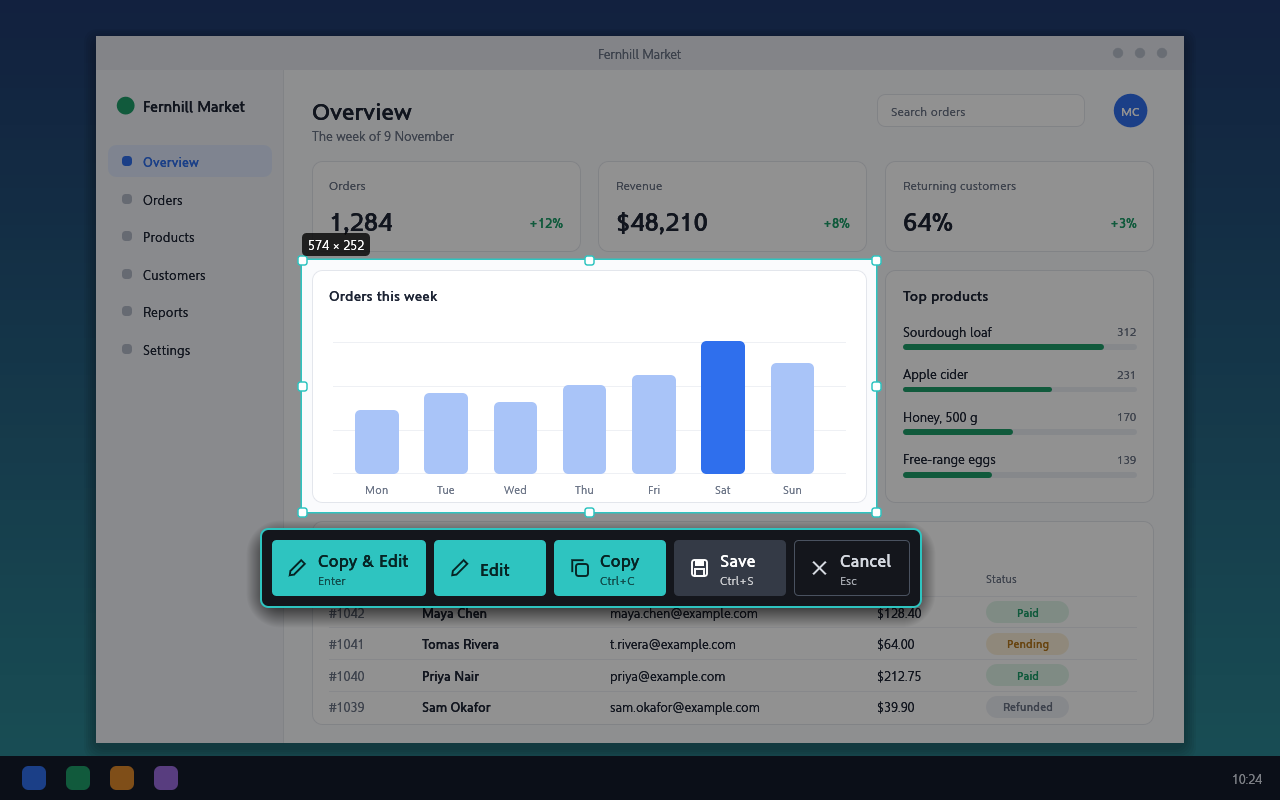 Fernhill Market
Fernhill Market
Overview
Orders
Products
Customers
Reports
Settings
Overview
The week of 9 November
Search orders
MC
Orders
1,284
+12%
Revenue
$48,210
+8%
Returning customers
64%
+3%
574 × 252
Orders this week
Mon Tue Wed Thu Fri Sat Sun
Top products
Sourdough loaf 312
Apple cider 231
Honey, 500 g 170
Free-range eggs 139
Copy & Edit
Enter
Edit
Copy
Ctrl+C
Save
Ctrl+S
Cancel
Esc
Status
#1042 Maya Chen maya.chen@example.com $128.40 Paid
#1041 Tomas Rivera t.rivera@example.com $64.00 Pending
#1040 Priya Nair priya@example.com $212.75 Paid
#1039 Sam Okafor sam.okafor@example.com $39.90 Refunded
10:24